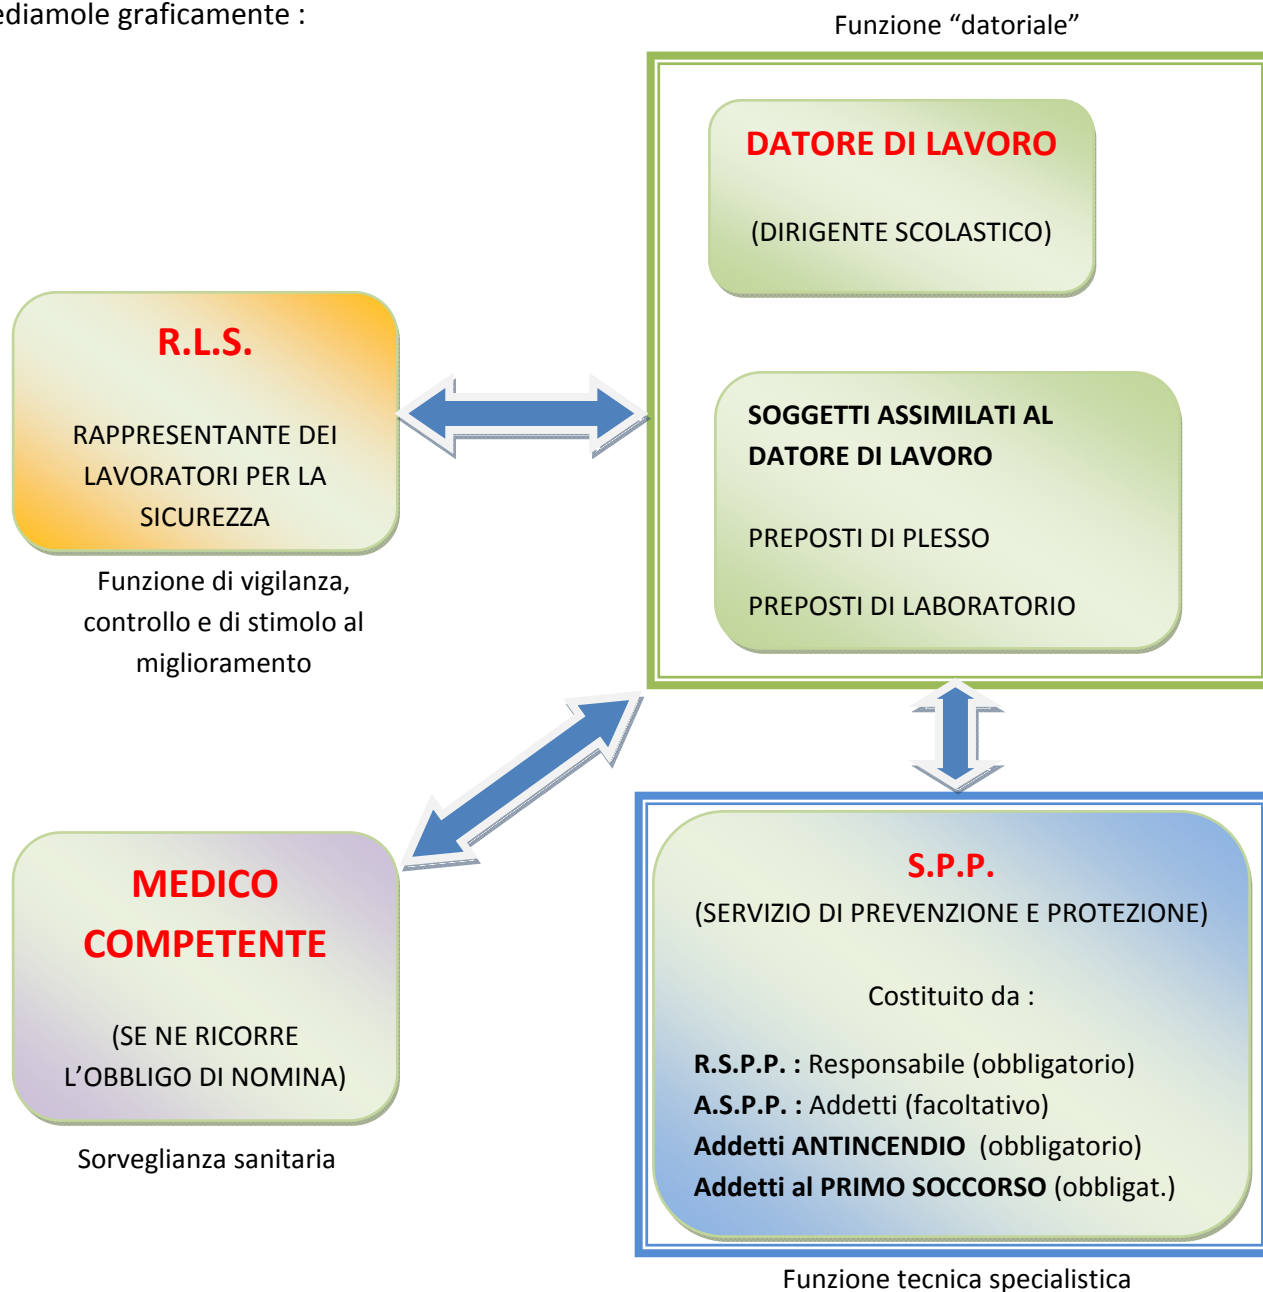 ediamole graficamente :
Funzione “datoriale”
DATORE DI LAVORO
(DIRIGENTE SCOLASTICO)
SOGGETTI ASSIMILATI AL
DATORE DI LAVORO
PREPOSTI DI PLESSO
PREPOSTI DI LABORATORIO
R.L.S.
RAPPRESENTANTE DEI
LAVORATORI PER LA
SICUREZZA
Funzione di vigilanza,
controllo e di stimolo al
miglioramento
MEDICO
COMPETENTE
(SE NE RICORRE
L’OBBLIGO DI NOMINA)
Sorveglianza sanitaria
S.P.P.
(SERVIZIO DI PREVENZIONE E PROTEZIONE)
Costituito da :
R.S.P.P. : Responsabile (obbligatorio)
A.S.P.P. : Addetti (facoltativo)
Addetti ANTINCENDIO (obbligatorio)
Addetti al PRIMO SOCCORSO (obbligat.)
Funzione tecnica specialistica